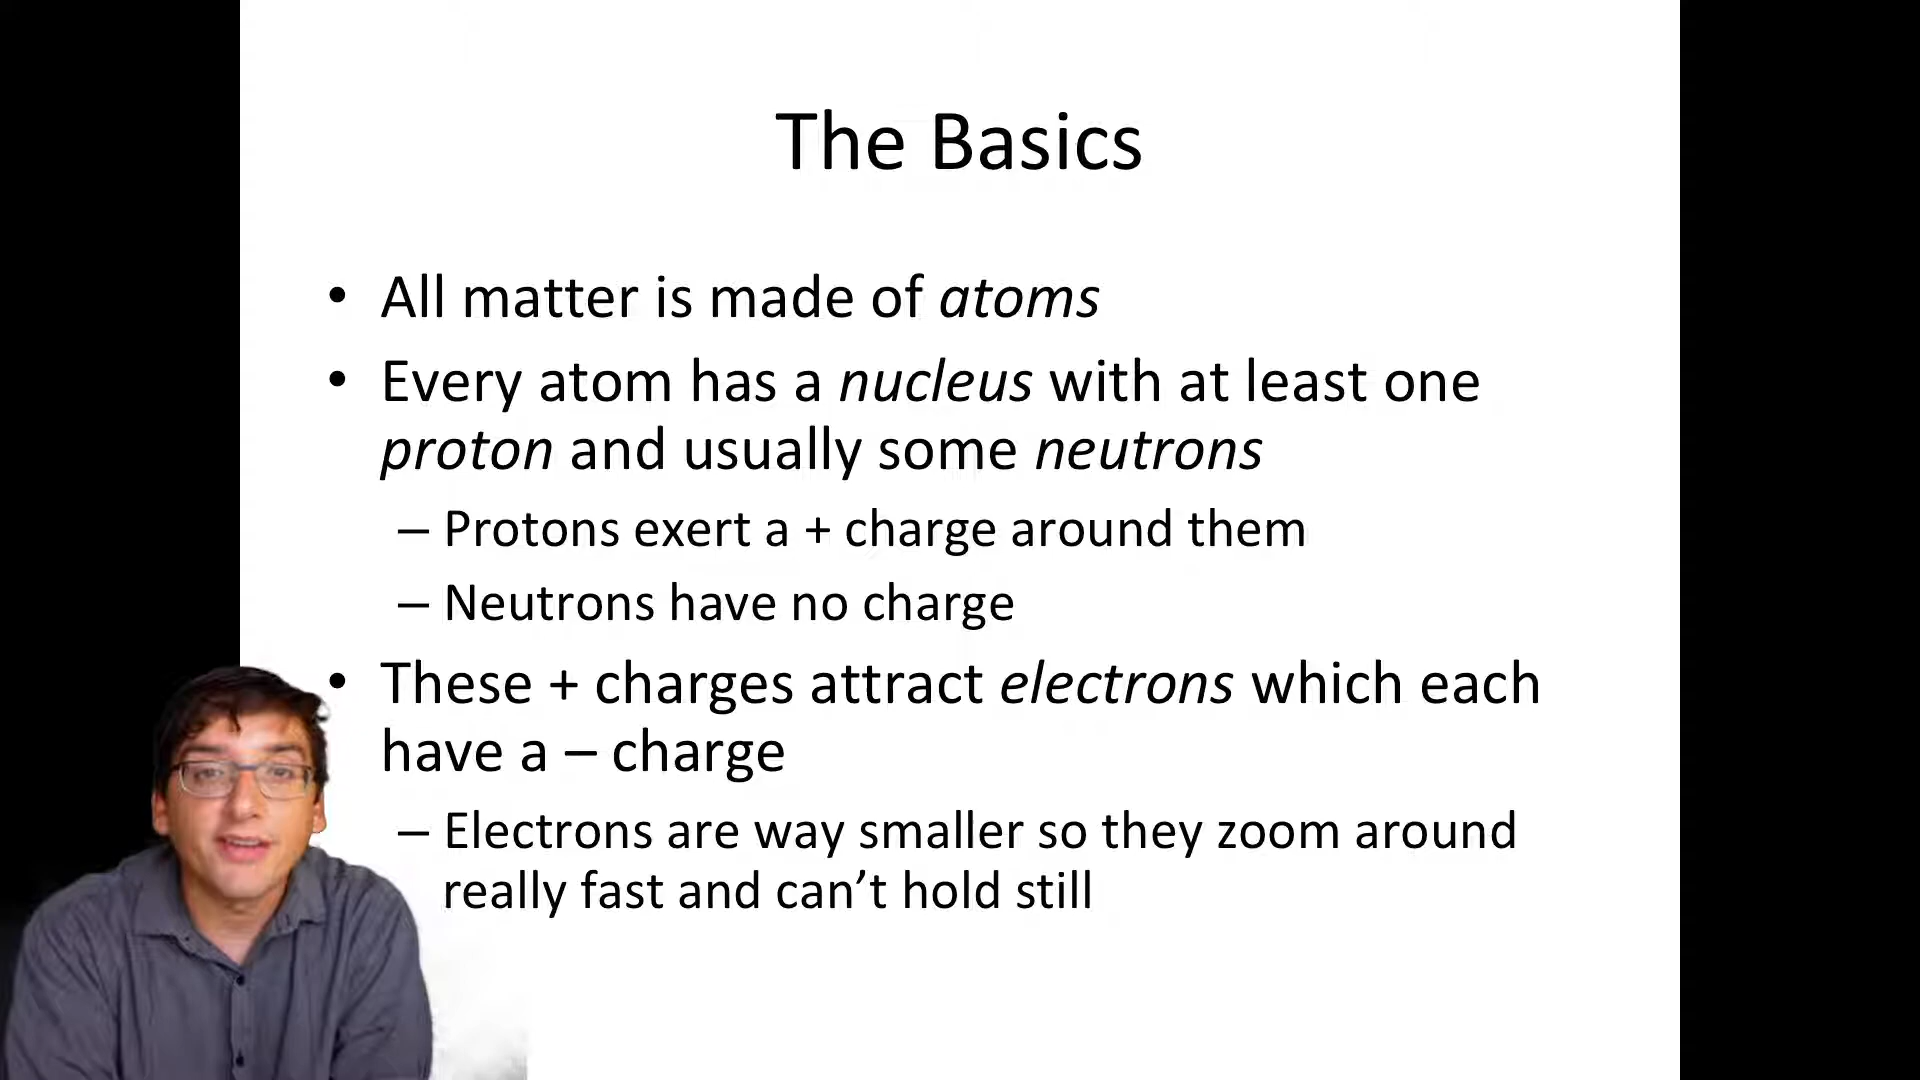 The Basics
• All matter is made of atoms
• Every atom has a nucleus with at least one
proton and usually some neutrons
– Protons exert a + charge around them
– Neutrons have no charge
• These + charges attract electrons which each
have a – charge
– Electrons are way smaller so they zoom around
really fast and can’t hold still